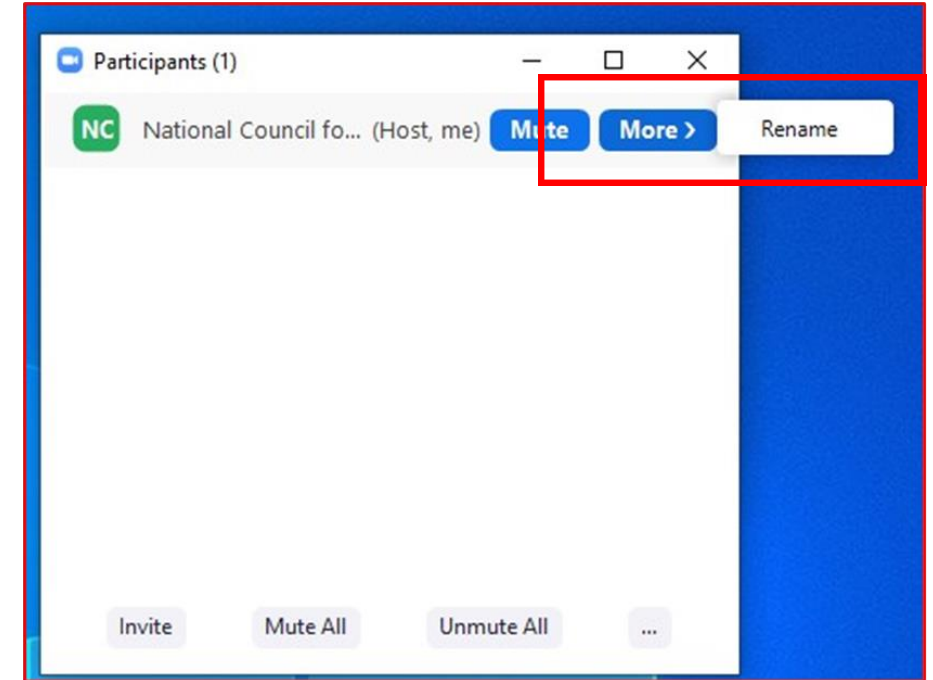 Participants (1)
NC National Council fo... (Host, me) Mute More > Rename
Invite Mute All Unmute All ...